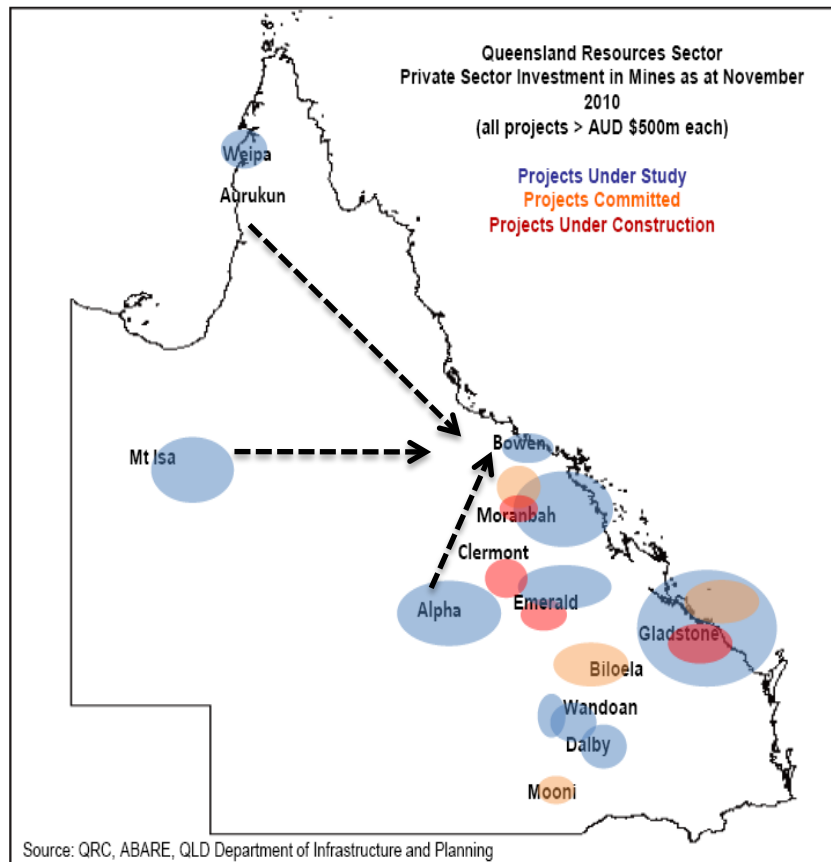 Queensland Resources Sector
Private Sector Investment in Mines as at November
2010
(all projects > AUD $500m each)
Projects Under Study
Projects Committed
Projects Under Construction
Weipa
Aurukun
Bowen
Mt Isa
Moranbah
Clermont
Emerald
Alpha
Gladstone
Biloela
Wandoan
Dalby
Mooni
Source: QRC, ABARE, QLD Department of Infrastructure and Planning